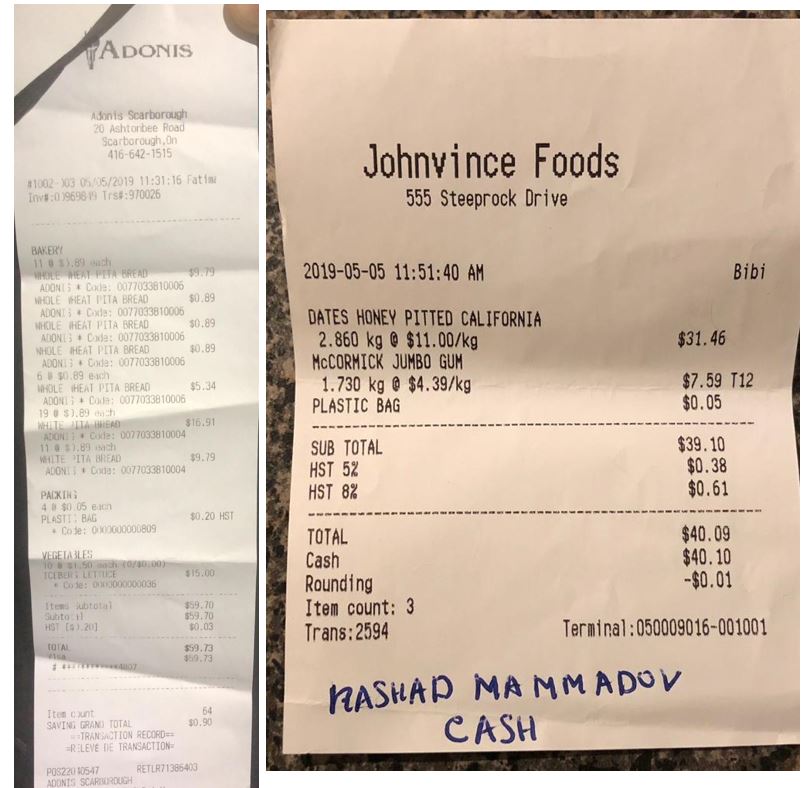 ADONIS
Adonis Scarborough
20 Ashtonbee Road
Scarborough,On
416-642-1515
05/05/2019 11:31:16 Fatima
Trs#:970026
BAKERY
11 @ $0.89 each
WHOLE WHEAT PITA BREAD $9.79
ADONIS * Code: 0077033810006
WHOLE WHEAT PITA BREAD $0.89
ADONIS * Code: 0077033810006
WHOLE WHEAT PITA BREAD $0.89
ADONIS * Code: 0077033810006
WHOLE WHEAT PITA BREAD $0.89
ADONIS * Code: 0077033810006
6 @ $0.89 each
WHOLE WHEAT PITA BREAD $5.34
ADONIS * Code: 0077033810006
19 @ $0.89 each
WHITE PITA BREAD $16.91
ADONIS * Code: 0077033810004
11 @ $0.89 each
WHITE PITA BREAD $9.79
ADONIS * Code: 0077033810004
PACKING
4 @ $0.05 each
PLASTIC BAG $0.20 HST
* Code: 0000000000809
VEGETABLES
10 @ $1.50 each (0/$0.00)
ICEBERG LETTUCE $15.00
* Code: 0000000000036
Items subtotal $59.70
Subtotal $59.70
HST [$0.20] $0.03
TOTAL $59.73
Visa $59.73
Item count 64
SAVING GRAND TOTAL $0.90
==TRANSACTION RECORD==
=RELEVE DE TRANSACTION=
RETLR71386403
ADONIS SCARBOROUGH
Johnvince Foods
555 Steeprock Drive
2019-05-05 11:51:40 AM Bibi
DATES HONEY PITTED CALIFORNIA
2.860 kg @ $11.00/kg $31.46
McCORMICK JUMBO GUM
1.730 kg @ $4.39/kg $7.59 T12
PLASTIC BAG $0.05
SUB TOTAL $39.10
HST 5% $0.38
HST 8% $0.61
TOTAL $40.09
Cash $40.10
Rounding -$0.01
Item count: 3
Trans:2594 Terminal:050009016-001001
RASHAD MAMMADOV
CASH